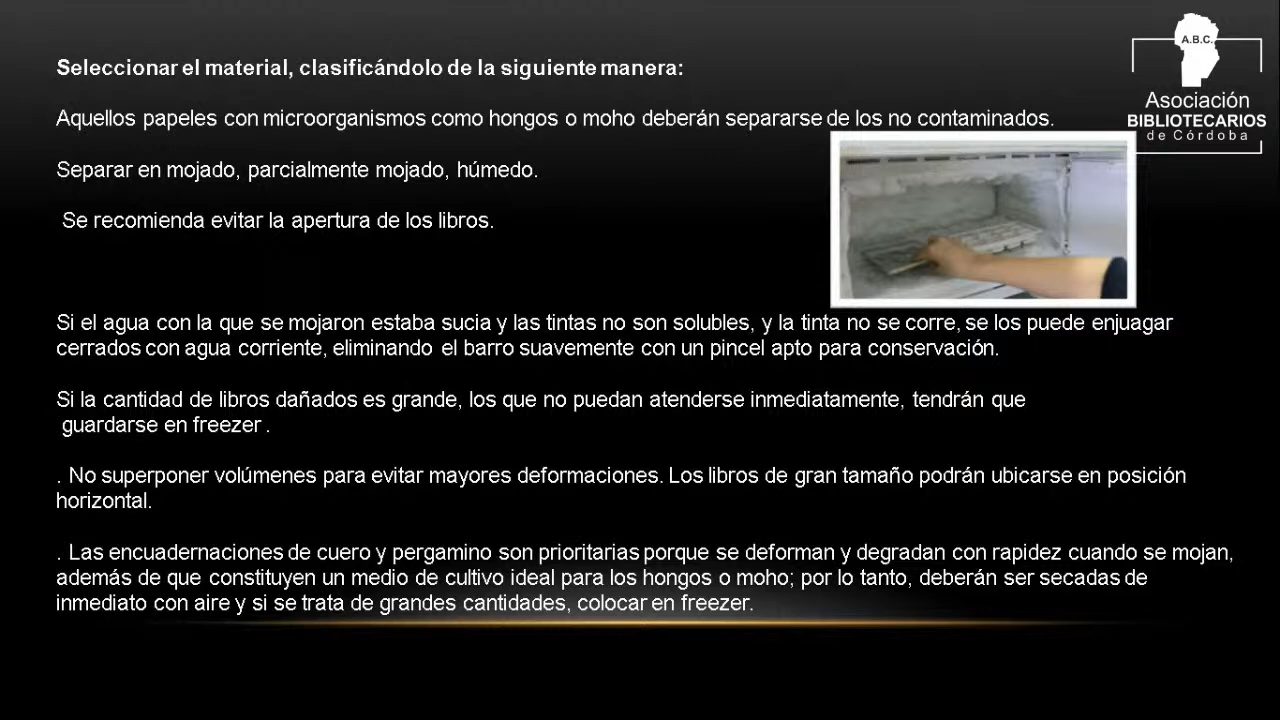 Seleccionar el material, clasificándolo de la siguiente manera:
Aquellos papeles con microorganismos como hongos o moho deberán separarse de los no contaminados.
Separar en mojado, parcialmente mojado, húmedo.
Se recomienda evitar la apertura de los libros.
Si el agua con la que se mojaron estaba sucia y las tintas no son solubles, y la tinta no se corre, se los puede enjuagar
cerrados con agua corriente, eliminando el barro suavemente con un pincel apto para conservación.
Si la cantidad de libros dañados es grande, los que no puedan atenderse inmediatamente, tendrán que
guardarse en freezer .
. No superponer volúmenes para evitar mayores deformaciones. Los libros de gran tamaño podrán ubicarse en posición
horizontal.
. Las encuadernaciones de cuero y pergamino son prioritarias porque se deforman y degradan con rapidez cuando se mojan,
además de que constituyen un medio de cultivo ideal para los hongos o moho; por lo tanto, deberán ser secadas de
inmediato con aire y si se trata de grandes cantidades, colocar en freezer.
A.B.C.
Asociación
BIBLIOTECARIOS
de Córdoba